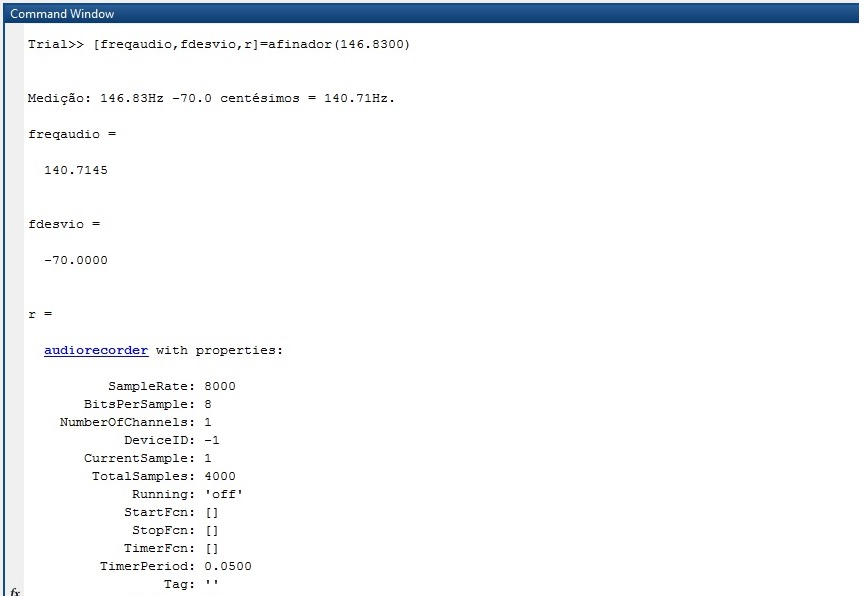 Command Window
Trial>> [freqaudio,fdesvio,r]=afinador(146.8300)
Medição: 146.83Hz -70.0 centésimos = 140.71Hz.
freqaudio =
140.7145
fdesvio =
-70.0000
r =
audiorecorder with properties:
SampleRate: 8000
BitsPerSample: 8
NumberOfChannels: 1
DeviceID: -1
CurrentSample: 1
TotalSamples: 4000
Running: 'off'
StartFcn: []
StopFcn: []
TimerFcn: []
TimerPeriod: 0.0500
Tag: ''
fx